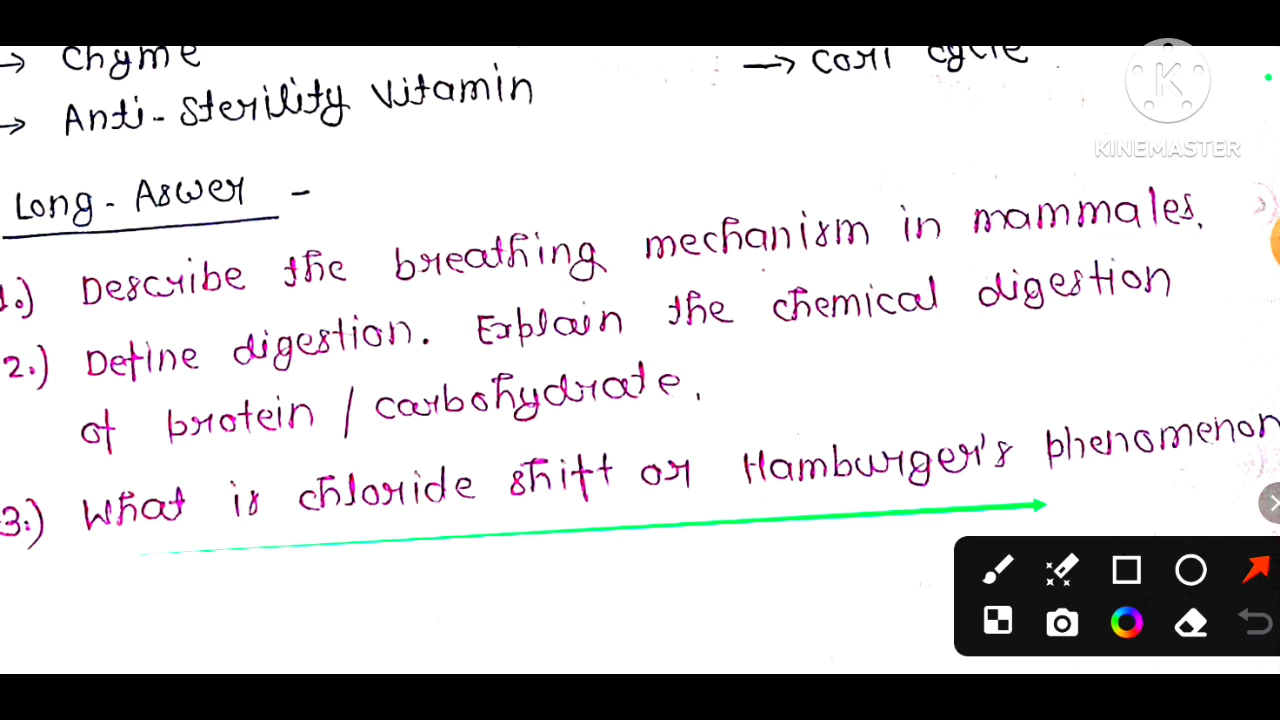 → Chyme
→ Cori cycle
→ Anti-Sterility Vitamin
KINEMASTER
Long-Aswer -
1.) Describe the breathing mechanism in mammales.
2.) Define digestion. Explain the chemical digestion
of protein / carbohydrate.
3.) What is chloride shift or Hamburger's phenomenon